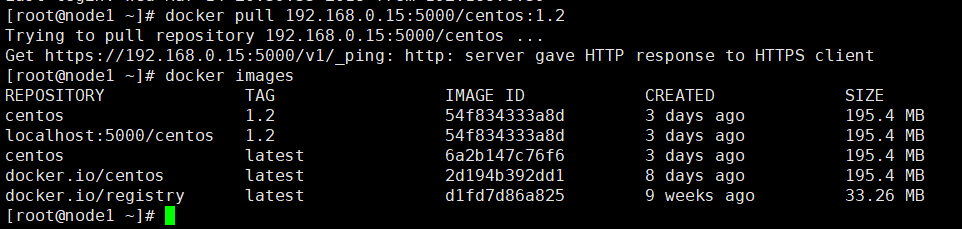 [root@node1 ~]# docker pull 192.168.0.15:5000/centos:1.2
Trying to pull repository 192.168.0.15:5000/centos ...
Get https://192.168.0.15:5000/v1/_ping: http: server gave HTTP response to HTTPS client
[root@node1 ~]# docker images
REPOSITORY TAG IMAGE ID CREATED SIZE
centos 1.2 54f834333a8d 3 days ago 195.4 MB
localhost:5000/centos 1.2 54f834333a8d 3 days ago 195.4 MB
centos latest 6a2b147c76f6 3 days ago 195.4 MB
docker.io/centos latest 2d194b392dd1 8 days ago 195.4 MB
docker.io/registry latest d1fd7d86a825 9 weeks ago 33.26 MB
[root@node1 ~]#